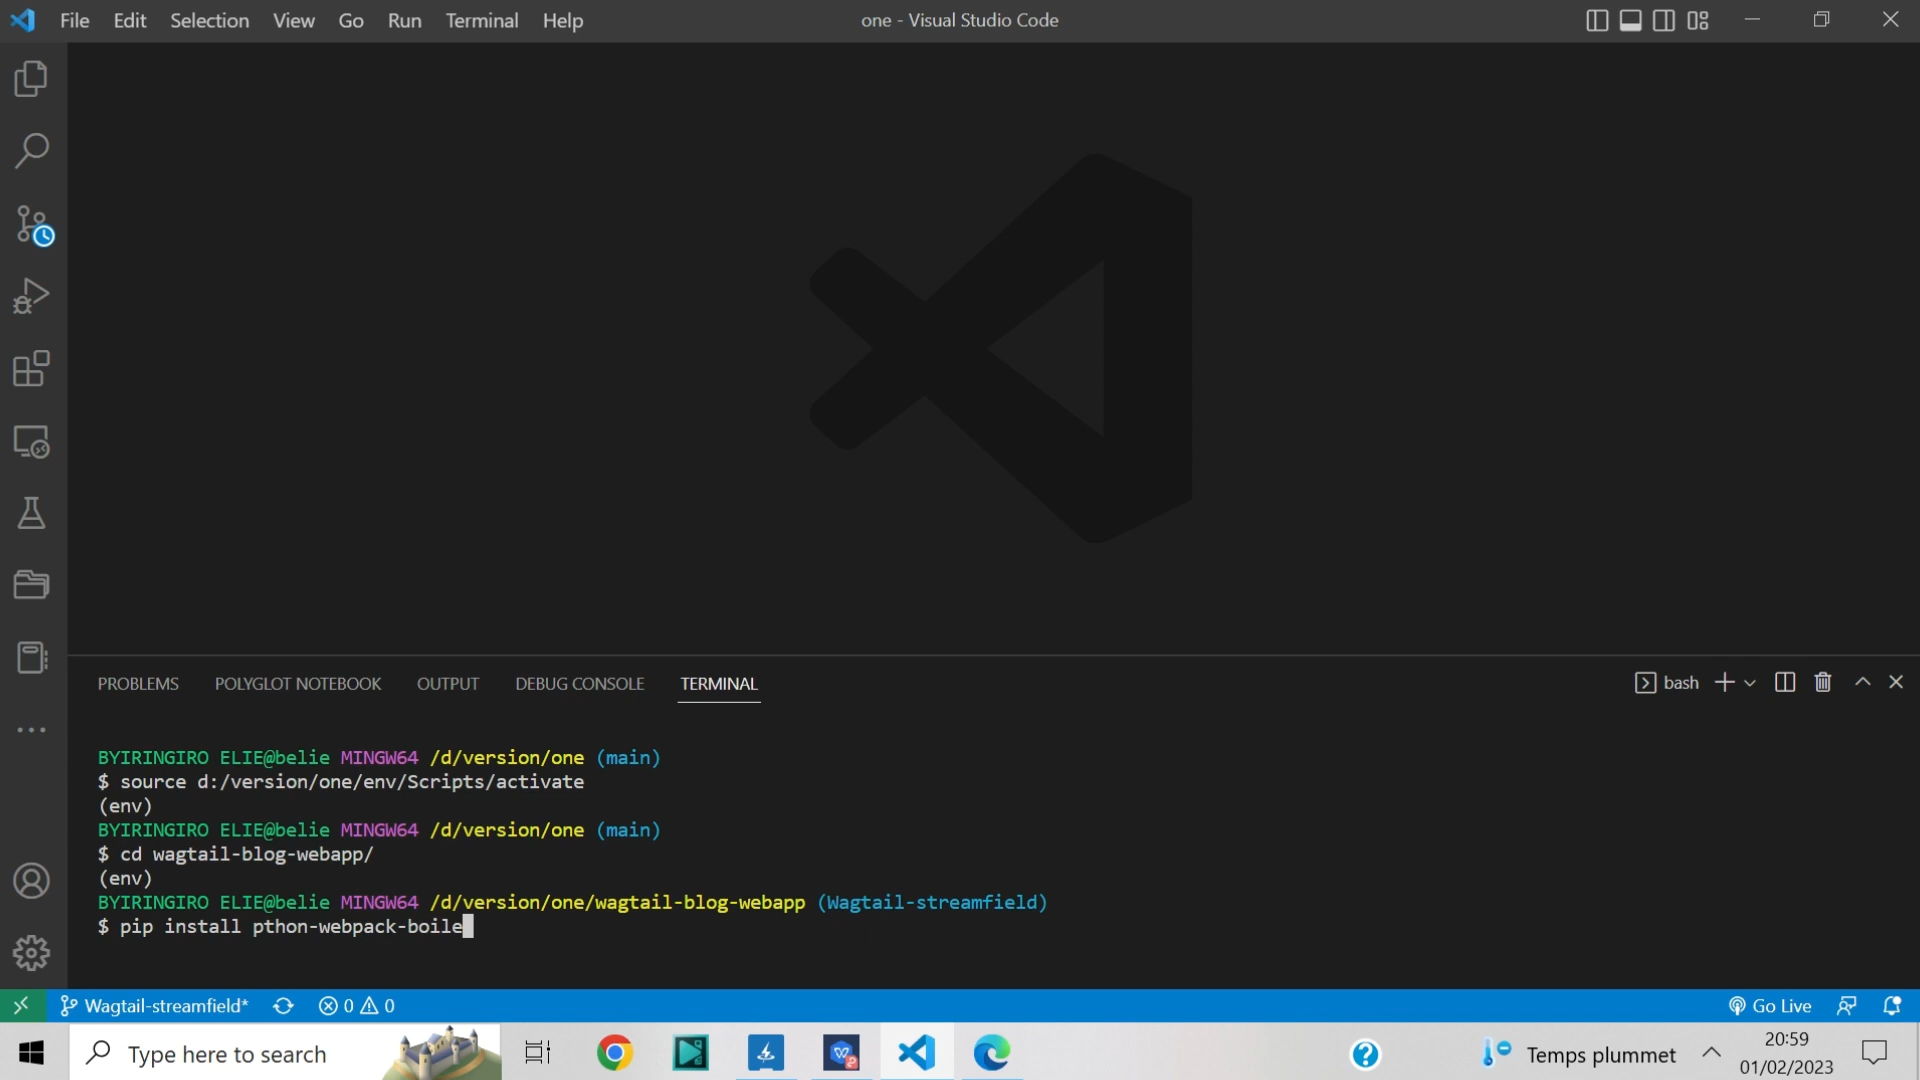 File Edit Selection View Go Run Terminal Help
one - Visual Studio Code
PROBLEMS POLYGLOT NOTEBOOK OUTPUT DEBUG CONSOLE TERMINAL
bash
BYIRINGIRO ELIE@belie MINGW64 /d/version/one (main)
$ source d:/version/one/env/Scripts/activate
(env)
BYIRINGIRO ELIE@belie MINGW64 /d/version/one (main)
$ cd wagtail-blog-webapp/
(env)
BYIRINGIRO ELIE@belie MINGW64 /d/version/one/wagtail-blog-webapp (Wagtail-streamfield)
$ pip install pthon-webpack-boile
Wagtail-streamfield* 0 0
Go Live
Type here to search
Temps plummet
20:59
01/02/2023